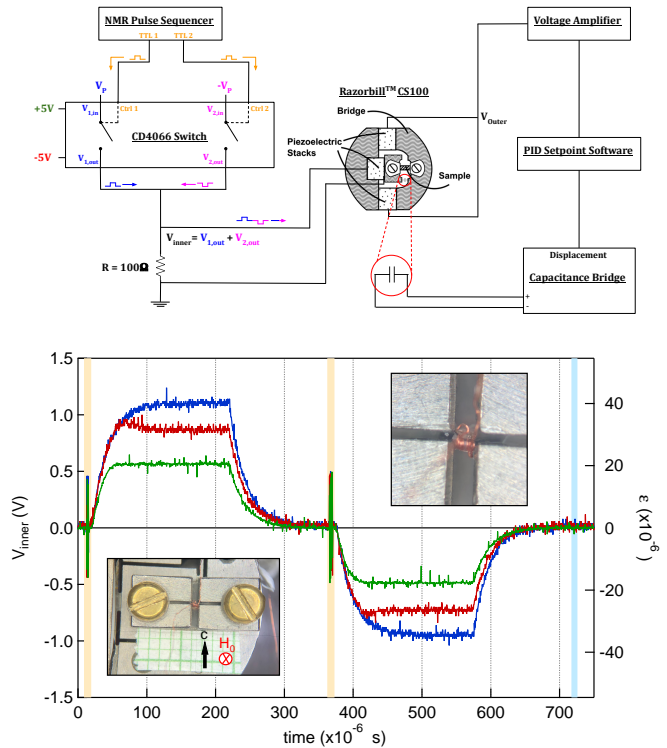 NMR Pulse Sequencer
TTL 1
TTL 2
Voltage Amplifier
V_P
-V_P
Razorbill™ CS100
+5V
V_1,in
Ctrl 1
V_2,in
Ctrl 2
Bridge
V_Outer
CD4066 Switch
Piezoelectric
Stacks
PID Setpoint Software
-5V
V_1,out
V_2,out
Sample
V_inner = V_1,out + V_2,out
R = 100Ω
Displacement
Capacitance Bridge
+
-
1.5
1.0
0.5
0.0
-0.5
-1.0
-1.5
V_inner (V)
40
20
0
-20
-40
ε (x10^-6)
C
H_0
0
100
200
300
400
500
600
700
time (x10^-6 s)